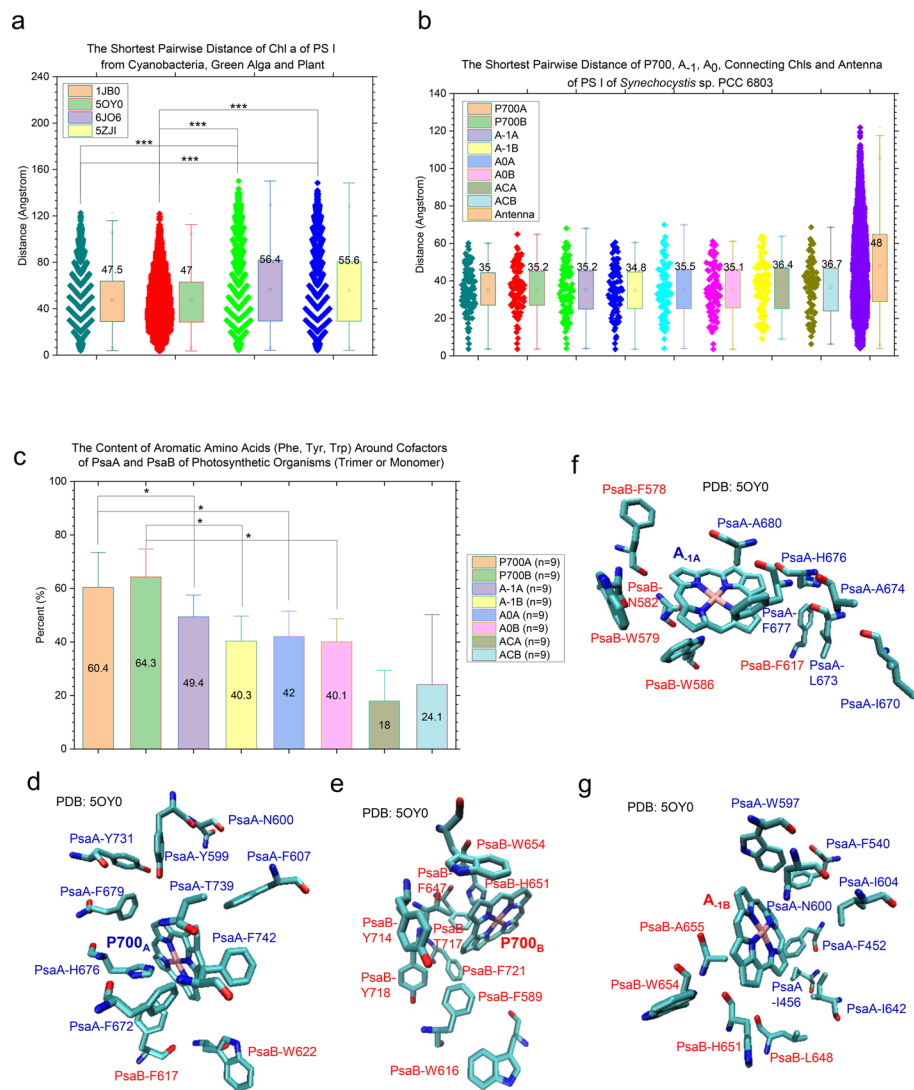 a
The Shortest Pairwise Distance of Chl a of PS I
from Cyanobacteria, Green Alga and Plant
240
200
160
120
80
40
0
Distance (Angstrom)
1JB0
5OY0
6JO6
5ZJI
***
***
***
***
47.5
47
56.4
55.6
b
The Shortest Pairwise Distance of P700, A-1, A0, Connecting Chls and Antenna
of PS I of Synechocystis sp. PCC 6803
140
120
100
80
60
40
20
0
Distance (Angstrom)
P700A
P700B
A-1A
A-1B
A0A
A0B
ACA
ACB
Antenna
35
35.2
35.2
34.8
35.5
35.1
36.4
36.7
48
c
The Content of Aromatic Amino Acids (Phe, Tyr, Trp) Around Cofactors
of PsaA and PsaB of Photosynthetic Organisms (Trimer or Monomer)
100
80
60
40
20
0
Percent (%)
*
*
*
*
60.4
64.3
49.4
40.3
42
40.1
18
24.1
P700A (n=9)
P700B (n=9)
A-1A (n=9)
A-1B (n=9)
A0A (n=9)
A0B (n=9)
ACA (n=9)
ACB (n=9)
f
PDB: 5OY0
PsaB-F578
PsaA-A680
A-1A
PsaA-H676
PsaA-A674
PsaB-
N582
PsaA-
F677
PsaB-W579
PsaB-W586
PsaB-F617
PsaA-
L673
PsaA-I670
d
PDB: 5OY0
PsaA-N600
PsaA-Y731
PsaA-Y599
PsaA-F607
PsaA-F679
PsaA-T739
P700A
PsaA-F742
PsaA-H676
PsaA-F672
PsaB-W622
PsaB-F617
e
PDB: 5OY0
PsaB-W654
PsaB-
F647
PsaB-H651
PsaB-
Y714
PsaB
T717
P700B
PsaB-
Y718
PsaB-F721
PsaB-F589
PsaB-W616
g
PDB: 5OY0
PsaA-W597
PsaA-F540
PsaA-I604
A-1B
PsaA-N600
PsaB-A655
PsaA-F452
PsaA
-I456
PsaB-W654
PsaA-I642
PsaB-H651
PsaB-L648